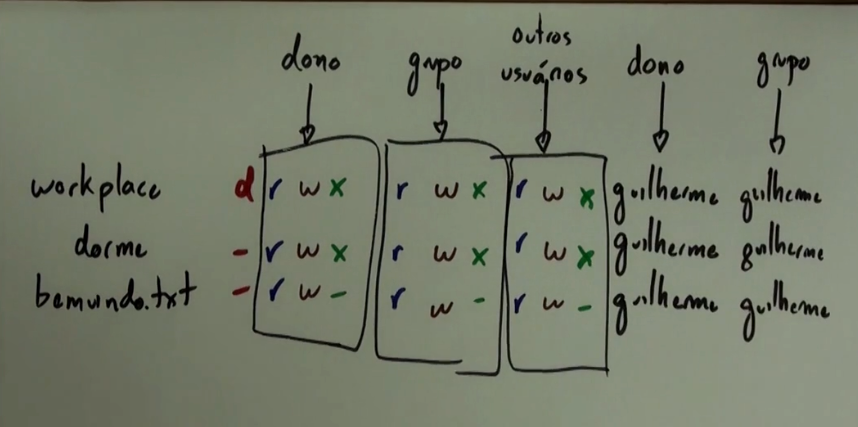 dono grupo outros usuários dono grupo
workplace d r w x r w x r w x guilherme guilherme
dorme - r w x r w x r w x guilherme guilherme
bemundo.txt - r w - r w - r w - guilherme guilherme